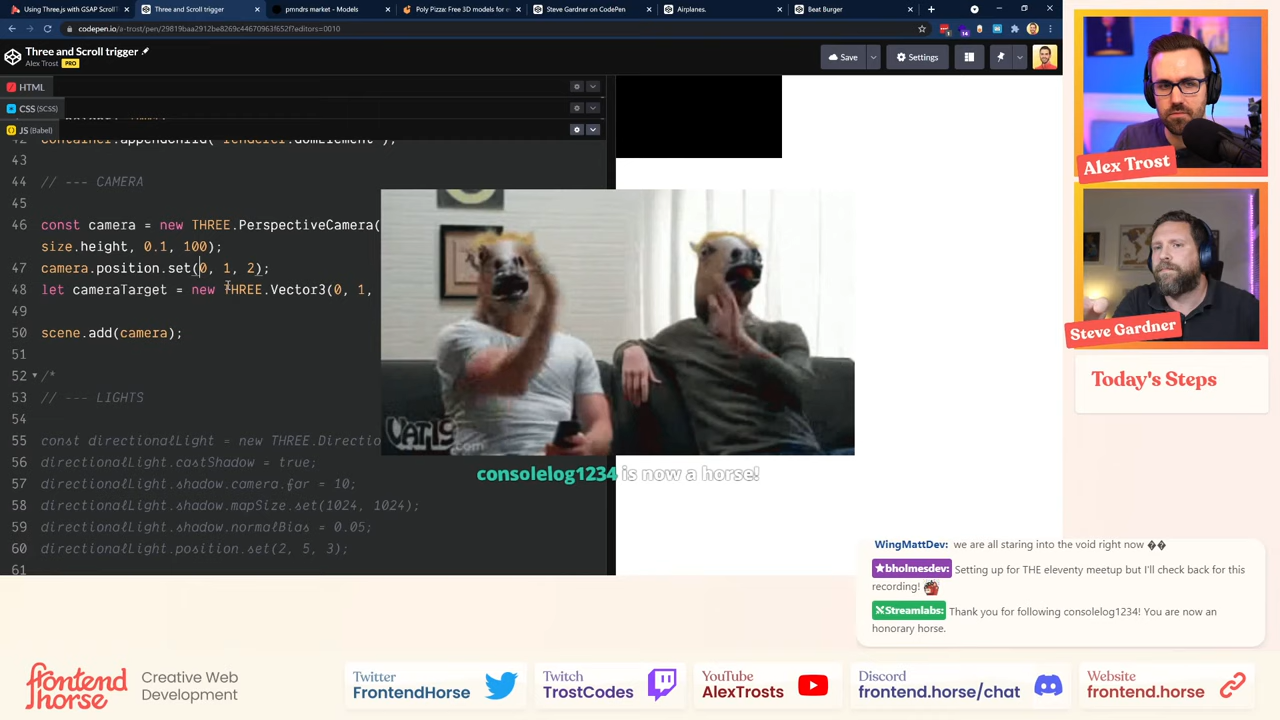 Using Three.js with GSAP Scroll
Three and Scroll trigger
pmndrs market - Models
Poly Pizza: Free 3D models for
Steve Gardner on CodePen
Airplanes.
Beat Burger
codepen.io/a-trost/pen/29819baa2912be8269c44670963f652f?editors=0010
Three and Scroll trigger
Alex Trost PRO
Save
Settings
HTML
CSS (SCSS)
JS (Babel)
42 container.appendChild( renderer.domElement );
43
44 // --- CAMERA
45
46 const camera = new THREE.PerspectiveCamera(
size.height, 0.1, 100);
47 camera.position.set(0, 1, 2);
48 let cameraTarget = new THREE.Vector3(0, 1,
49
50 scene.add(camera);
51
52 /*
53 // --- LIGHTS
54
55 const directionalLight = new THREE.Directio
56 directionalLight.castShadow = true;
57 directionalLight.shadow.camera.far = 10;
58 directionalLight.shadow.mapSize.set(1024, 1024);
59 directionalLight.shadow.normalBias = 0.05;
60 directionalLight.position.set(2, 5, 3);
61
VAT19.com
consolelog1234 is now a horse!
Alex Trost
Steve Gardner
Today's Steps
WingMattDev: we are all staring into the void right now
bholmesdev: Setting up for THE eleventy meetup but I'll check back for this
recording!
Streamlabs: Thank you for following consolelog1234! You are now an
honorary horse.
frontend
horse
Creative Web
Development
Twitter
FrontendHorse
Twitch
TrostCodes
YouTube
AlexTrosts
Discord
frontend.horse/chat
Website
frontend.horse